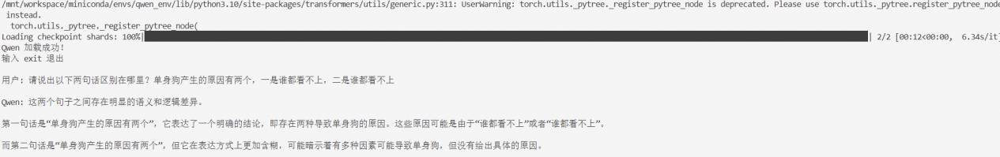 /mnt/workspace/miniconda/envs/qwen_env/lib/python3.10/site-packages/transformers/utils/generic.py:311: UserWarning: torch.utils._pytree._register_pytree_node is deprecated. Please use torch.utils._pytree.register_pytree_node
instead.
torch.utils._pytree._register_pytree_node(
Loading checkpoint shards: 100%| | 2/2 [00:12<00:00, 6.34s/it]
Qwen 加载成功!
输入 exit 退出
用户: 请说出以下两句话区别在哪里？单身狗产生的原因有两个，一是谁都看不上，二是谁都看不上
Qwen: 这两个句子之间存在明显的语义和逻辑差异。
第一句话是“单身狗产生的原因有两个”，它表达了一个明确的结论，即存在两种导致单身狗的原因。这些原因可能是由于“谁都看不上”或者“谁都看不上”。
而第二句话是“单身狗产生的原因有两个”，但它在表达方式上更加含糊，可能暗示着有多种因素可能导致单身狗，但没有给出具体的原因。